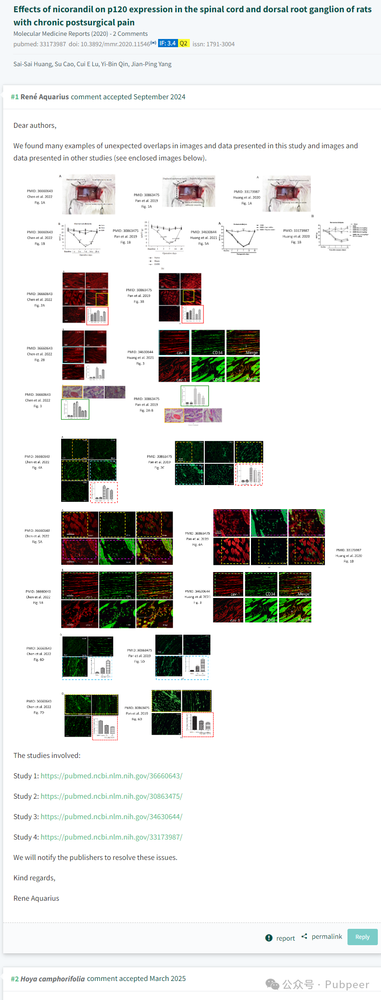 Effects of nicorandil on p120 expression in the spinal cord and dorsal root ganglion of rats
with chronic postsurgical pain
Molecular Medicine Reports (2020) - 2 Comments
pubmed: 33173987 doi: 10.3892/mmr.2020.11546 IF: 3.4 Q2 issn: 1791-3004
Sai-Sai Huang, Su Cao, Cui E Lu, Yi-Bin Qin, Jian-Ping Yang
#1 René Aquarius comment accepted September 2024
Dear authors,
We found many examples of unexpected overlaps in images and data presented in this study and images and
data presented in other studies (see enclosed images below).
A
PMID: 36660643
Chen et al. 2022
Fig. 1A
PMID: 30863475
Pan et al. 2019
Fig. 1A
A
PMID: 33173987
Huang et al. 2020
Fig. 1A
B
PMID: 36660643
Chen et al. 2022
Fig. 1B
Mechanical allodynia
Baseline
Operative days
PMID: 30863475
Pan et al. 2019
Fig. 1B
Baseline 1 3 7 14 28
Operative days
Naive
Sham
SMIR
(b)
PMID: 34630644
Huang et al. 2021
Fig. 5A
A
B
PMID: 33173987
Huang et al. 2020
Fig. 1B
PMID: 36660643
Chen et al. 2022
Fig. 2A
PMID: 30863475
Pan et al. 2019
Fig. 3B
PMID: 36660643
Chen et al. 2022
Fig. 2B
PMID: 34630644
Huang et al. 2021
Fig. 3
cav-1 CD34 Merge
cav-1 CD68 Merge
PMID: 36660643
Chen et al. 2022
Fig. 3
PMID: 30863475
Pan et al. 2019
Fig. 2A-B
PMID: 36660643
Chen et al. 2022
Fig. 4A
PMID: 30863475
Pan et al. 2019
Fig. 2C
PMID: 36660643
Chen et al. 2022
Fig. 5A
PMID: 30863475
Pan et al. 2019
Fig. 4A
PMID: 33173987
Huang et al. 2020
Fig. 1B
PMID: 36660643
Chen et al. 2022
Fig. 5B
PMID: 34630644
Huang et al. 2021
Fig. 3
cav-1 CD34 Merge
cav-1 CD68 Merge
PMID: 36660643
Chen et al. 2022
Fig. 6D
PMID: 30863475
Pan et al. 2019
Fig. 5D
PMID: 36660643
Chen et al. 2022
Fig. 7D
PMID: 30863475
Pan et al. 2019
Fig. 6D
The studies involved:
Study 1: https://pubmed.ncbi.nlm.nih.gov/36660643/
Study 2: https://pubmed.ncbi.nlm.nih.gov/30863475/
Study 3: https://pubmed.ncbi.nlm.nih.gov/34630644/
Study 4: https://pubmed.ncbi.nlm.nih.gov/33173987/
We will notify the publishers to resolve these issues.
Kind regards,
Rene Aquarius
report permalink Reply
#2 Hoya camphorifolia comment accepted March 2025
公众号 · Pubpeer